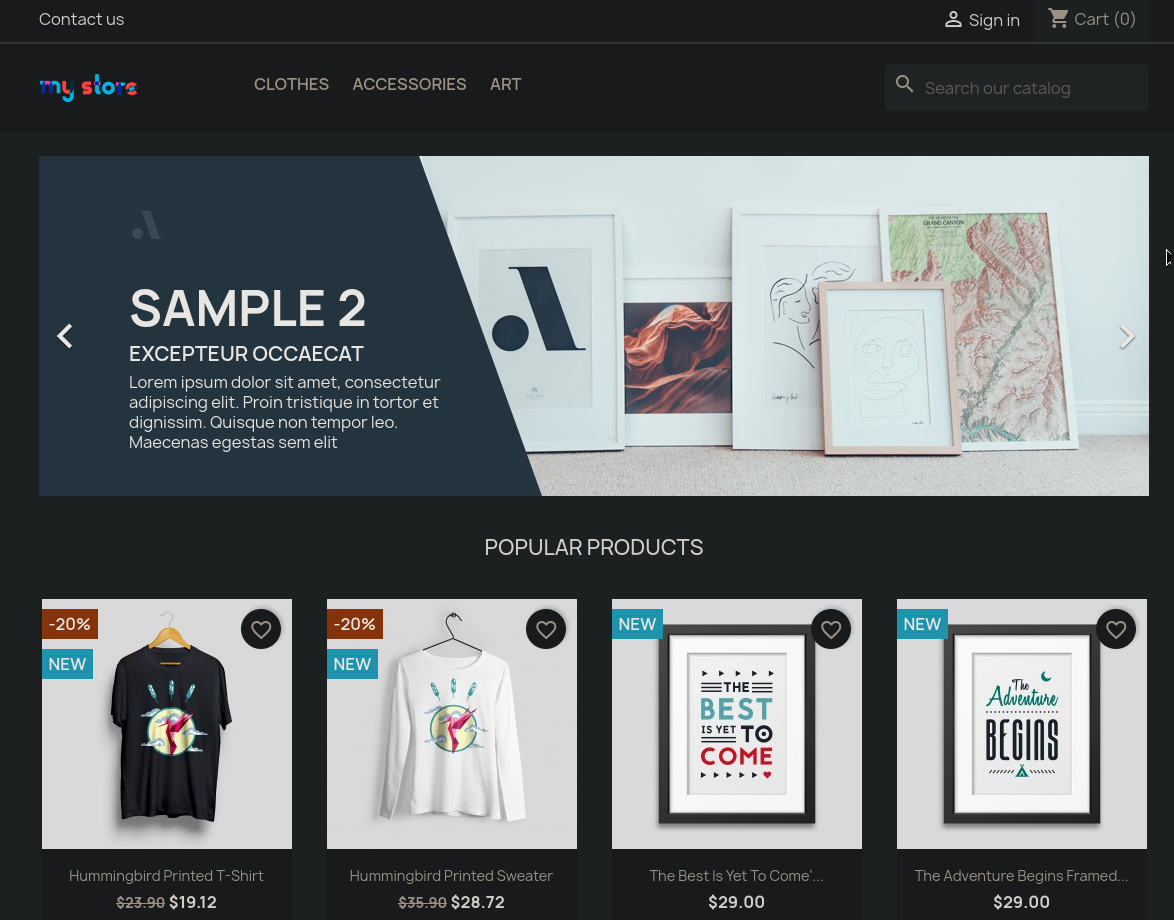 Contact us
Sign in
Cart (0)
my store
CLOTHES
ACCESSORIES
ART
Search our catalog
GRAND CANYON
SAMPLE 2
EXCEPTEUR OCCAECAT
Lorem ipsum dolor sit amet, consectetur
adipiscing elit. Proin tristique in tortor et
dignissim. Quisque non tempor leo.
Maecenas egestas sem elit
POPULAR PRODUCTS
-20%
NEW
Hummingbird Printed T-Shirt
$23.90 $19.12
-20%
NEW
Hummingbird Printed Sweater
$35.90 $28.72
NEW
THE
BEST
IS YET TO
COME
The Best Is Yet To Come'...
$29.00
NEW
The
Adventure
BEGINS
The Adventure Begins Framed...
$29.00